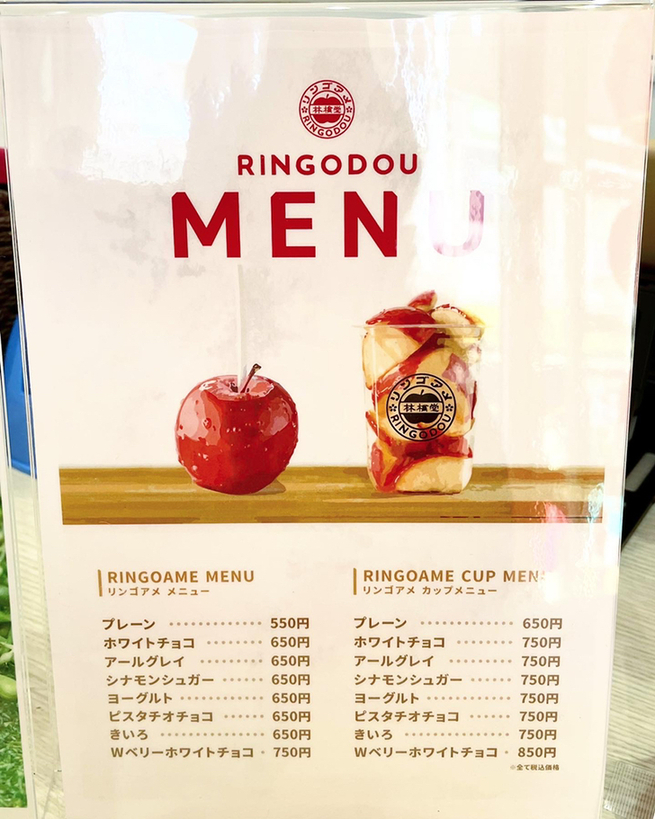 リンゴアメ
林檎堂
RINGODOU
RINGODOU
MENU
リンゴアメ
林檎堂
RINGODOU
RINGOAME MENU
リンゴアメ メニュー
プレーン 550円
ホワイトチョコ 650円
アールグレイ 650円
シナモンシュガー 650円
ヨーグルト 650円
ピスタチオチョコ 650円
きいろ 650円
Wベリーホワイトチョコ 750円
RINGOAME CUP MENU
リンゴアメ カップメニュー
プレーン 650円
ホワイトチョコ 750円
アールグレイ 750円
シナモンシュガー 750円
ヨーグルト 750円
ピスタチオチョコ 750円
きいろ 750円
Wベリーホワイトチョコ 850円
※全て税込価格